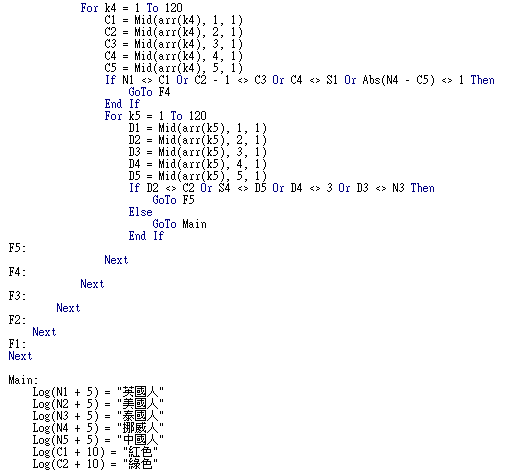 For k4 = 1 To 120
C1 = Mid(arr(k4), 1, 1)
C2 = Mid(arr(k4), 2, 1)
C3 = Mid(arr(k4), 3, 1)
C4 = Mid(arr(k4), 4, 1)
C5 = Mid(arr(k4), 5, 1)
If N1 <> C1 Or C2 - 1 <> C3 Or C4 <> S1 Or Abs(N4 - C5) <> 1 Then
GoTo F4
End If
For k5 = 1 To 120
D1 = Mid(arr(k5), 1, 1)
D2 = Mid(arr(k5), 2, 1)
D3 = Mid(arr(k5), 3, 1)
D4 = Mid(arr(k5), 4, 1)
D5 = Mid(arr(k5), 5, 1)
If D2 <> C2 Or S4 <> D5 Or D4 <> 3 Or D3 <> N3 Then
GoTo F5
Else
GoTo Main
End If
F5:
Next
F4:
Next
F3:
Next
F2:
Next
F1:
Next
Main:
Log(N1 + 5) = "英國人"
Log(N2 + 5) = "美國人"
Log(N3 + 5) = "泰國人"
Log(N4 + 5) = "挪威人"
Log(N5 + 5) = "中國人"
Log(C1 + 10) = "紅色"
Log(C2 + 10) = "綠色"